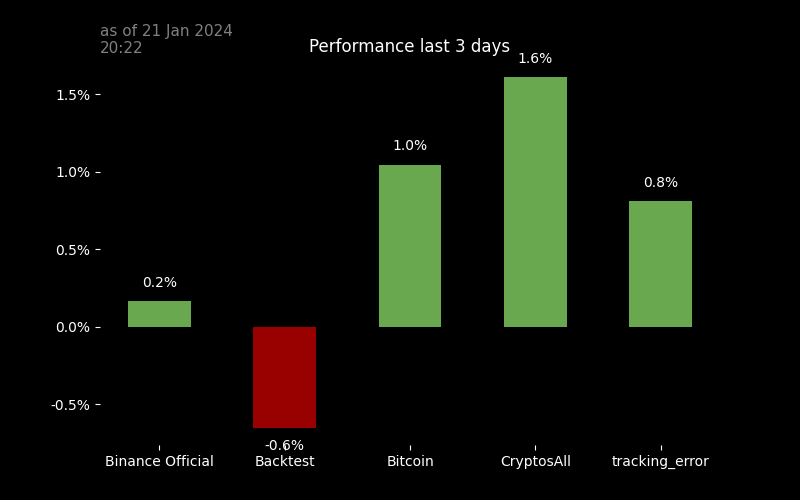 as of 21 Jan 2024
20:22
Performance last 3 days
1.6%
1.5%
1.0%
1.0%
0.8%
0.5%
0.2%
0.0%
-0.5%
-0.6%
Binance Official
Backtest
Bitcoin
CryptosAll
tracking_error